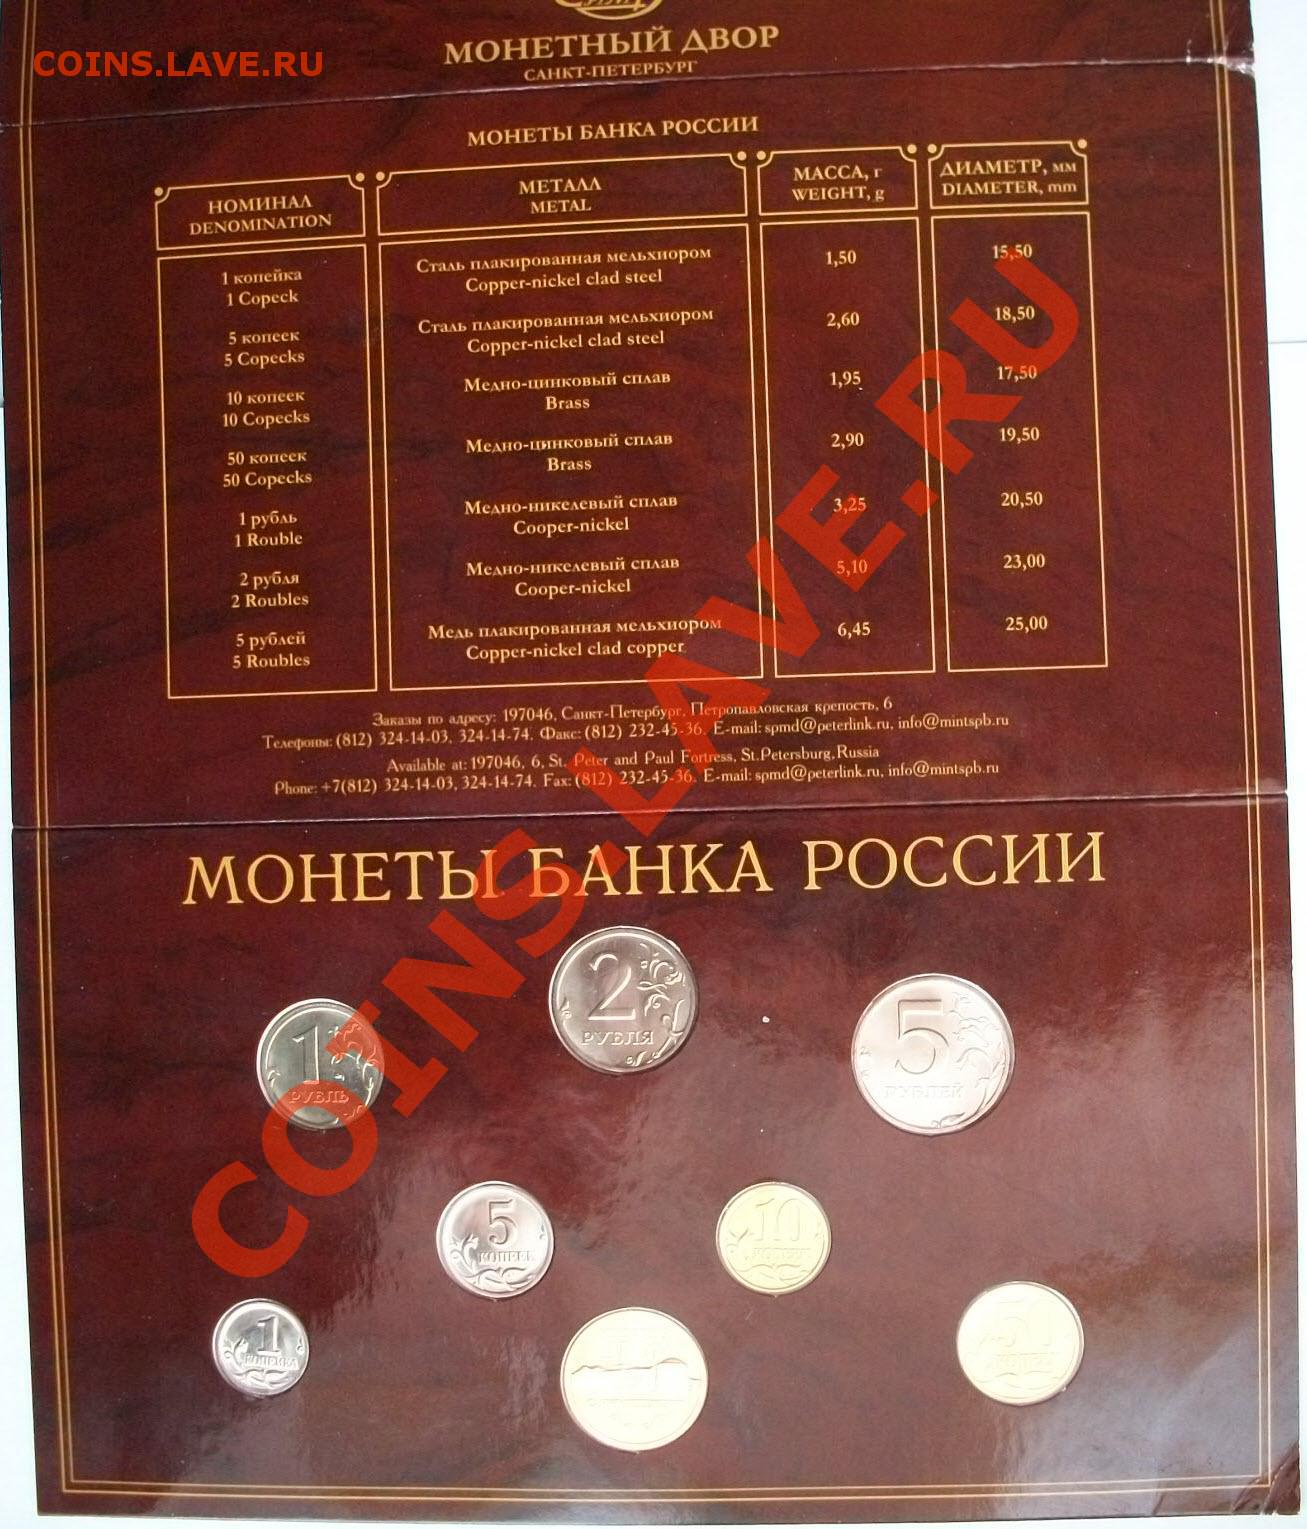 COINS.LAVE.RU
МОНЕТНЫЙ ДВОР
САНКТ-ПЕТЕРБУРГ
МОНЕТЫ БАНКА РОССИИ
НОМИНАЛ
DENOMINATION
МЕТАЛЛ
METAL
МАССА, г
WEIGHT, g
ДИАМЕТР, мм
DIAMETER, mm
1 копейка
1 Copeck
Сталь плакированная мельхиором
Copper-nickel clad steel
1,50
15,50
5 копеек
5 Copecks
Сталь плакированная мельхиором
Copper-nickel clad steel
2,60
18,50
10 копеек
10 Copecks
Медно-цинковый сплав
Brass
1,95
17,50
50 копеек
50 Copecks
Медно-цинковый сплав
Brass
2,90
19,50
1 рубль
1 Rouble
Медно-никелевый сплав
Cooper-nickel
3,25
20,50
2 рубля
2 Roubles
Медно-никелевый сплав
Cooper-nickel
5,10
23,00
5 рублей
5 Roubles
Медь плакированная мельхиором
Copper-nickel clad copper
6,45
25,00
Заказы по адресу: 197046, Санкт-Петербург, Петропавловская крепость, 6
Телефоны: (812) 324-14-03, 324-14-74. Факс: (812) 232-45-36. E-mail: spmd@peterlink.ru, info@mintspb.ru
Available at: 197046, 6, St. Peter and Paul Fortress, St.Petersburg, Russia
Phone: +7(812) 324-14-03, 324-14-74. Fax: (812) 232-45-36. E-mail: spmd@peterlink.ru, info@mintspb.ru
МОНЕТЫ БАНКА РОССИИ
COINS.LAVE.RU
1
РУБЛЬ
2
РУБЛЯ
5
РУБЛЕЙ
5
КОПЕЕК
10
КОПЕЕК
1
КОПЕЙКА
КОПЕЕК